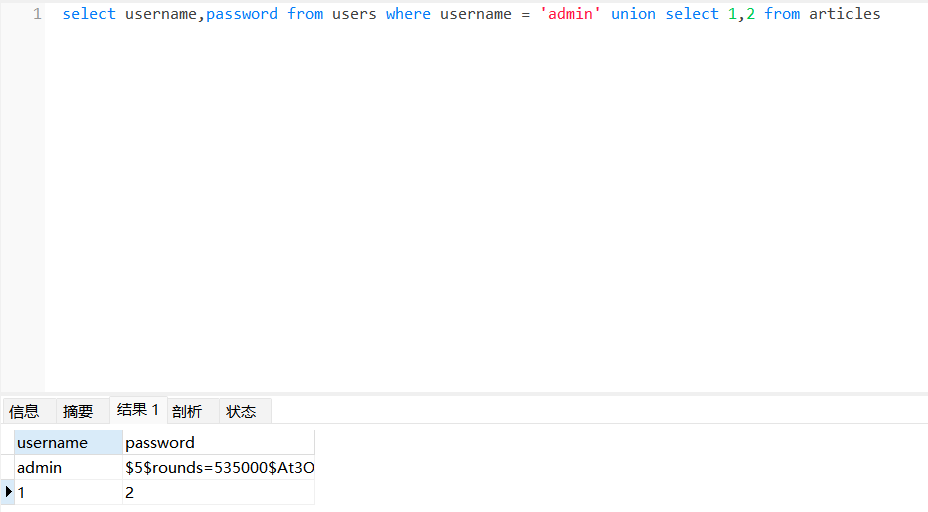 1 select username,password from users where username = 'admin' union select 1,2 from articles
信息 摘要 结果 1 剖析 状态
username password
admin $5$rounds=535000$At3O
1 2